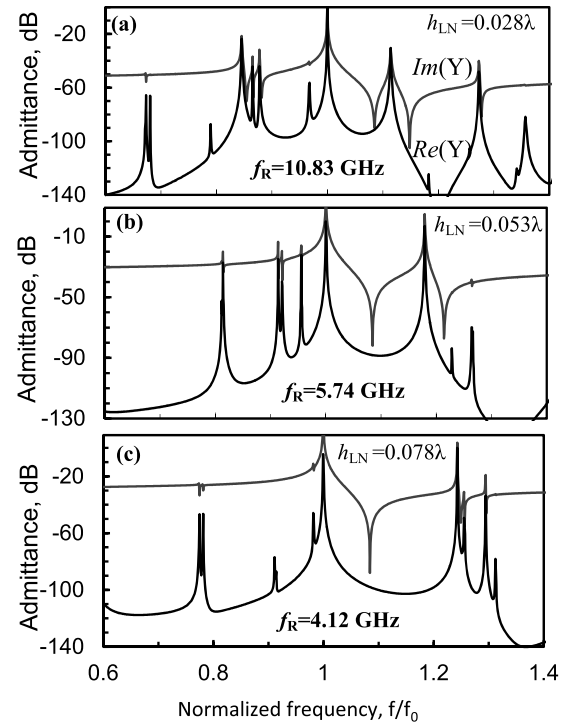 (a)
h_LN=0.028λ
Admittance, dB
-20
-60
-100
-140
Im(Y)
Re(Y)
f_R=10.83 GHz
(b)
h_LN=0.053λ
Admittance, dB
-10
-50
-90
-130
f_R=5.74 GHz
(c)
h_LN=0.078λ
Admittance, dB
-20
-60
-100
-140
f_R=4.12 GHz
0.6 0.8 1 1.2 1.4
Normalized frequency, f/f₀